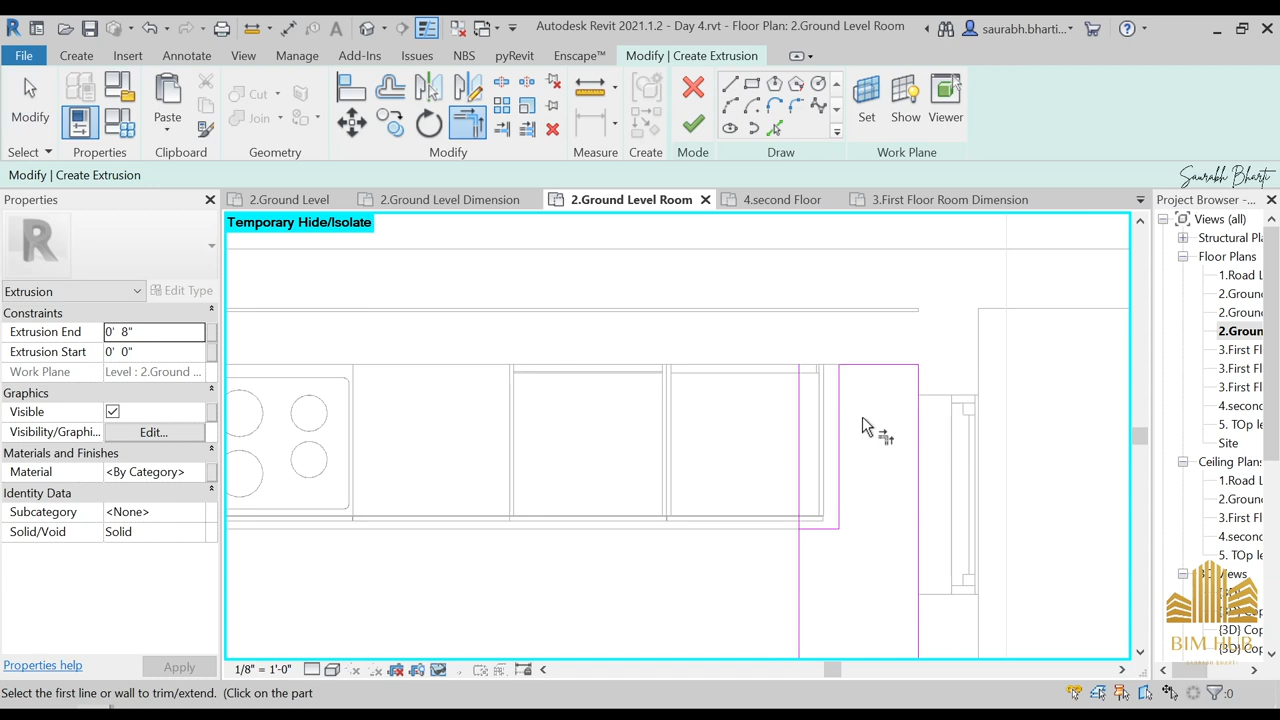 Autodesk Revit 2021.1.2 - Day 4.rvt - Floor Plan: 2.Ground Level Room
saurabh.bharti...
File Create Insert Annotate View Manage Add-Ins Issues NBS pyRevit Enscape™ Modify | Create Extrusion
Modify
Paste
Cut
Join
Set
Show
Viewer
Select Properties Clipboard Geometry Modify Measure Create Mode Draw Work Plane
Modify | Create Extrusion
Saurabh Bharti
Properties
2.Ground Level
2.Ground Level Dimension
2.Ground Level Room
4.second Floor
3.First Floor Room Dimension
Project Browser -...
Temporary Hide/Isolate
Extrusion
Edit Type
Constraints
Extrusion End 0' 8"
Extrusion Start 0' 0"
Work Plane Level : 2.Ground ...
Graphics
Visible
Visibility/Graphi... Edit...
Materials and Finishes
Material <By Category>
Identity Data
Subcategory <None>
Solid/Void Solid
Properties help
Apply
Views (all)
Structural Pla
Floor Plans
1.Road L
2.Ground
2.Ground
2.Groun
3.First Fl
3.First Fl
3.First Fl
4.second
5. TOp le
Site
Ceiling Plans
1.Road L
2.Ground
3.First Fl
4.second
5. TOp le
3D Views
(3D) Cop
BIM HUB
SAURABH BHARTI
1/8" = 1'-0"
Select the first line or wall to trim/extend. (Click on the part
:0